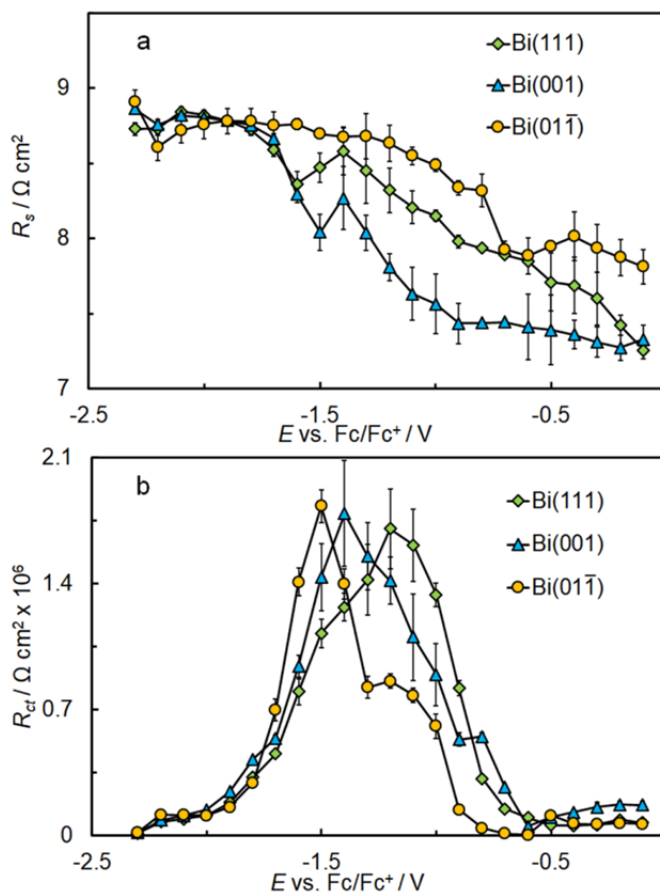 a
Bi(111)
Bi(001)
Bi(011̅)
9
8
7
Rₛ / Ω cm²
-2.5
-1.5
-0.5
E vs. Fc/Fc⁺ / V
b
Bi(111)
Bi(001)
Bi(011̅)
2.1
1.4
0.7
0
R_ct / Ω cm² x 10⁶
-2.5
-1.5
-0.5
E vs. Fc/Fc⁺ / V